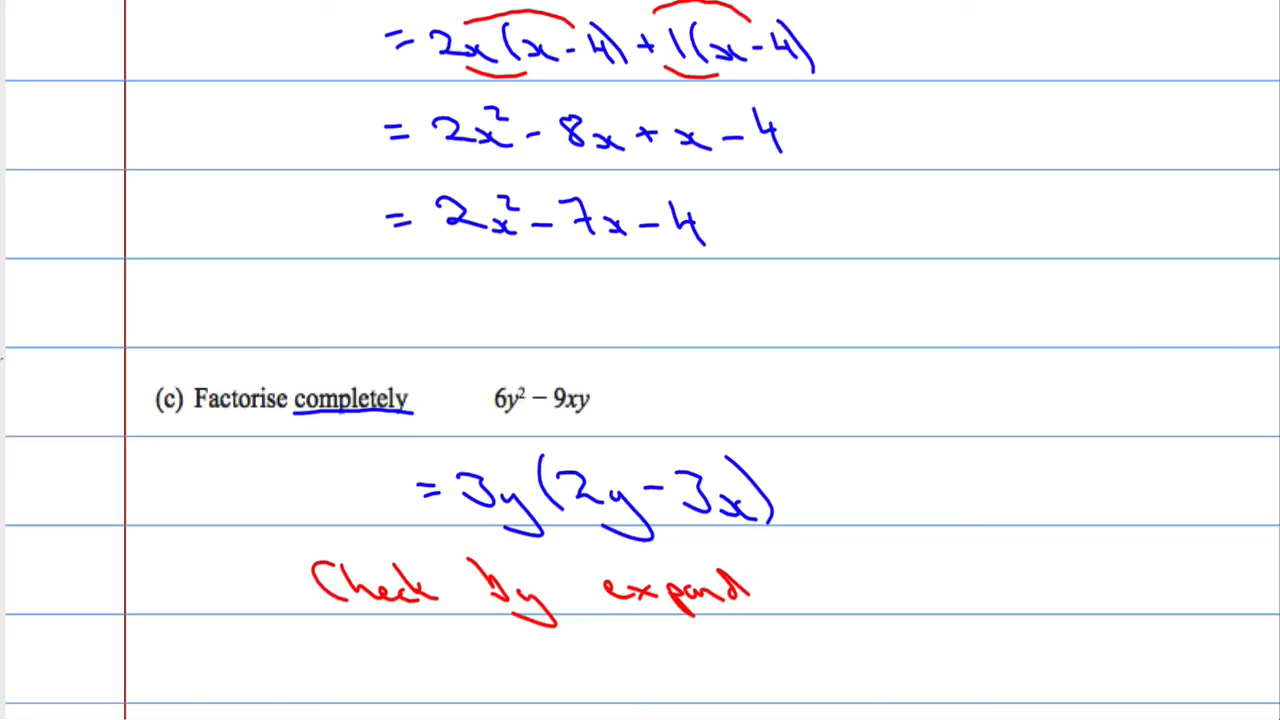 = 2x(x - 4) + 1(x - 4)
= 2x² - 8x + x - 4
= 2x² - 7x - 4
(c) Factorise completely 6y² − 9xy
= 3y(2y - 3x)
Check by expand